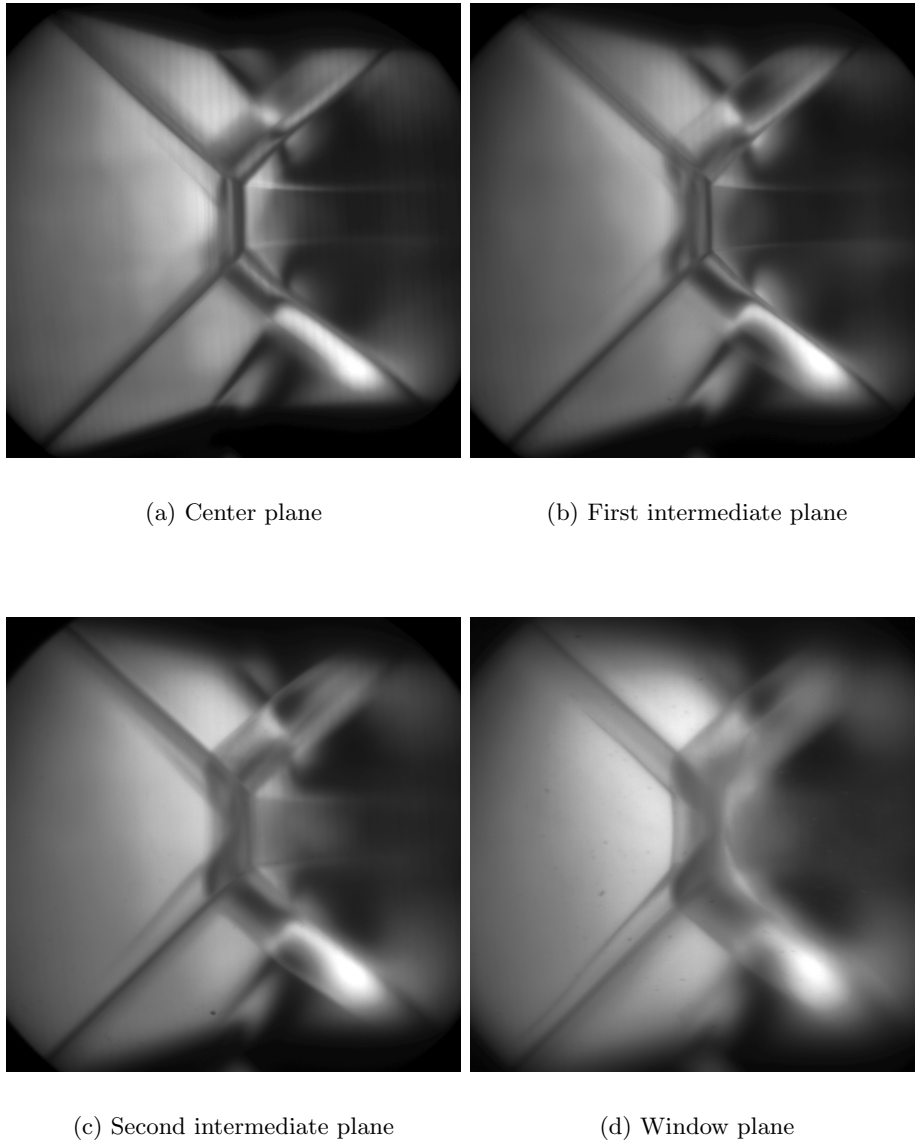 (a) Center plane
(b) First intermediate plane
(c) Second intermediate plane
(d) Window plane